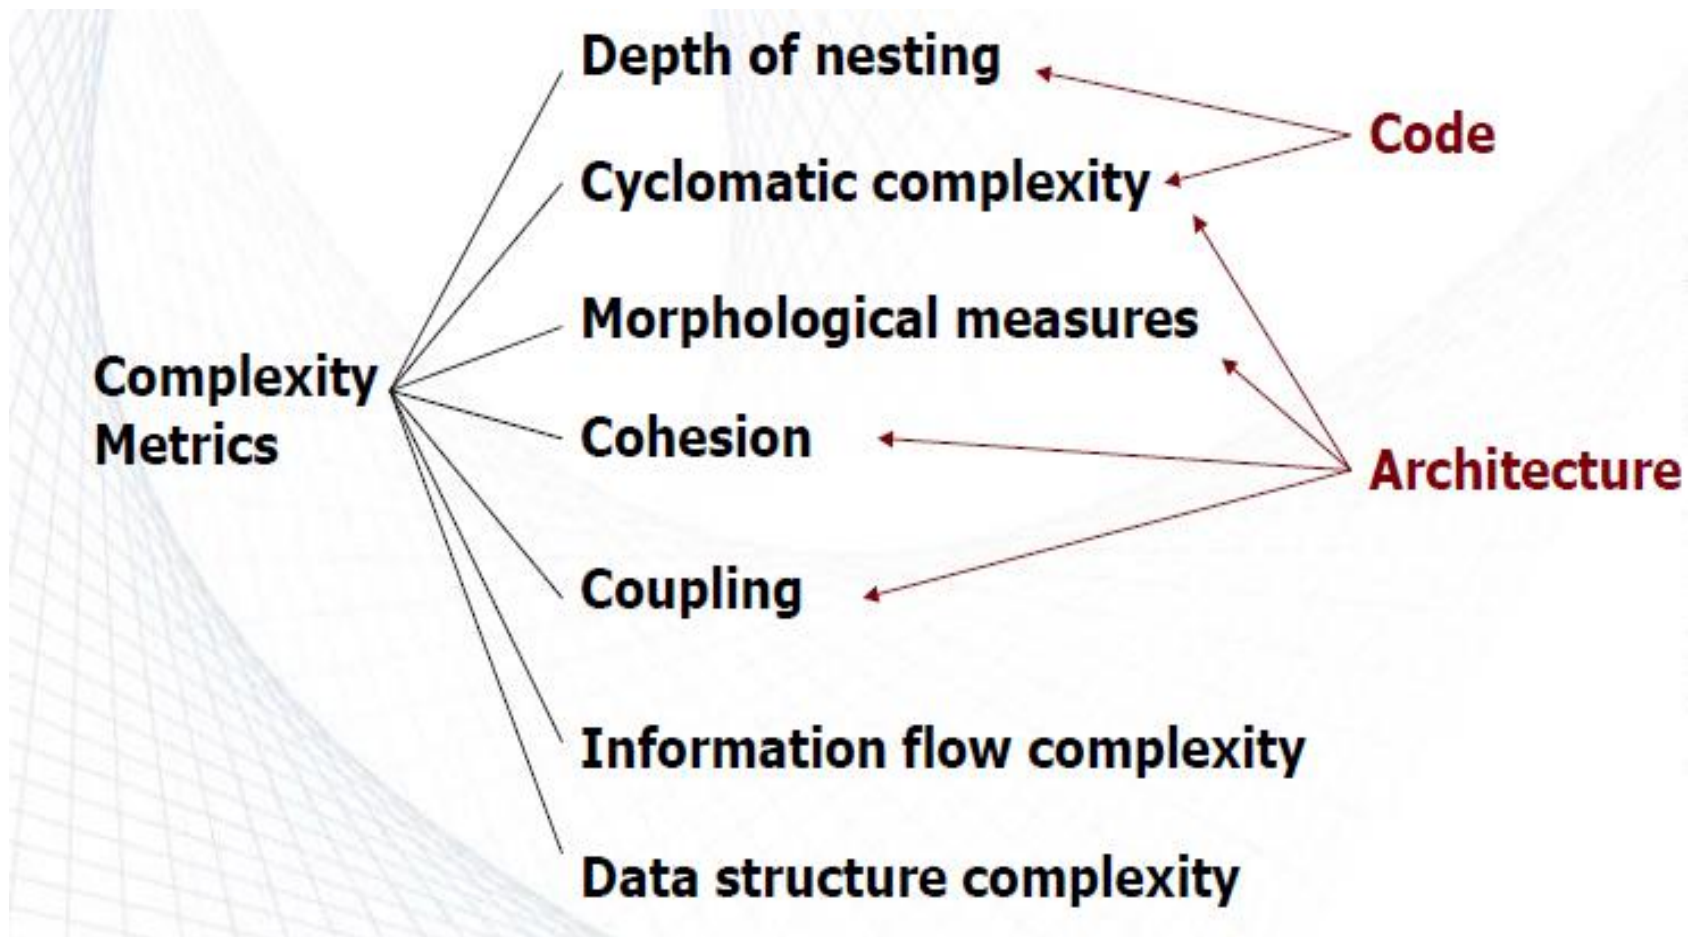 Depth of nesting
Code
Cyclomatic complexity
Morphological measures
Complexity
Metrics
Cohesion
Architecture
Coupling
Information flow complexity
Data structure complexity